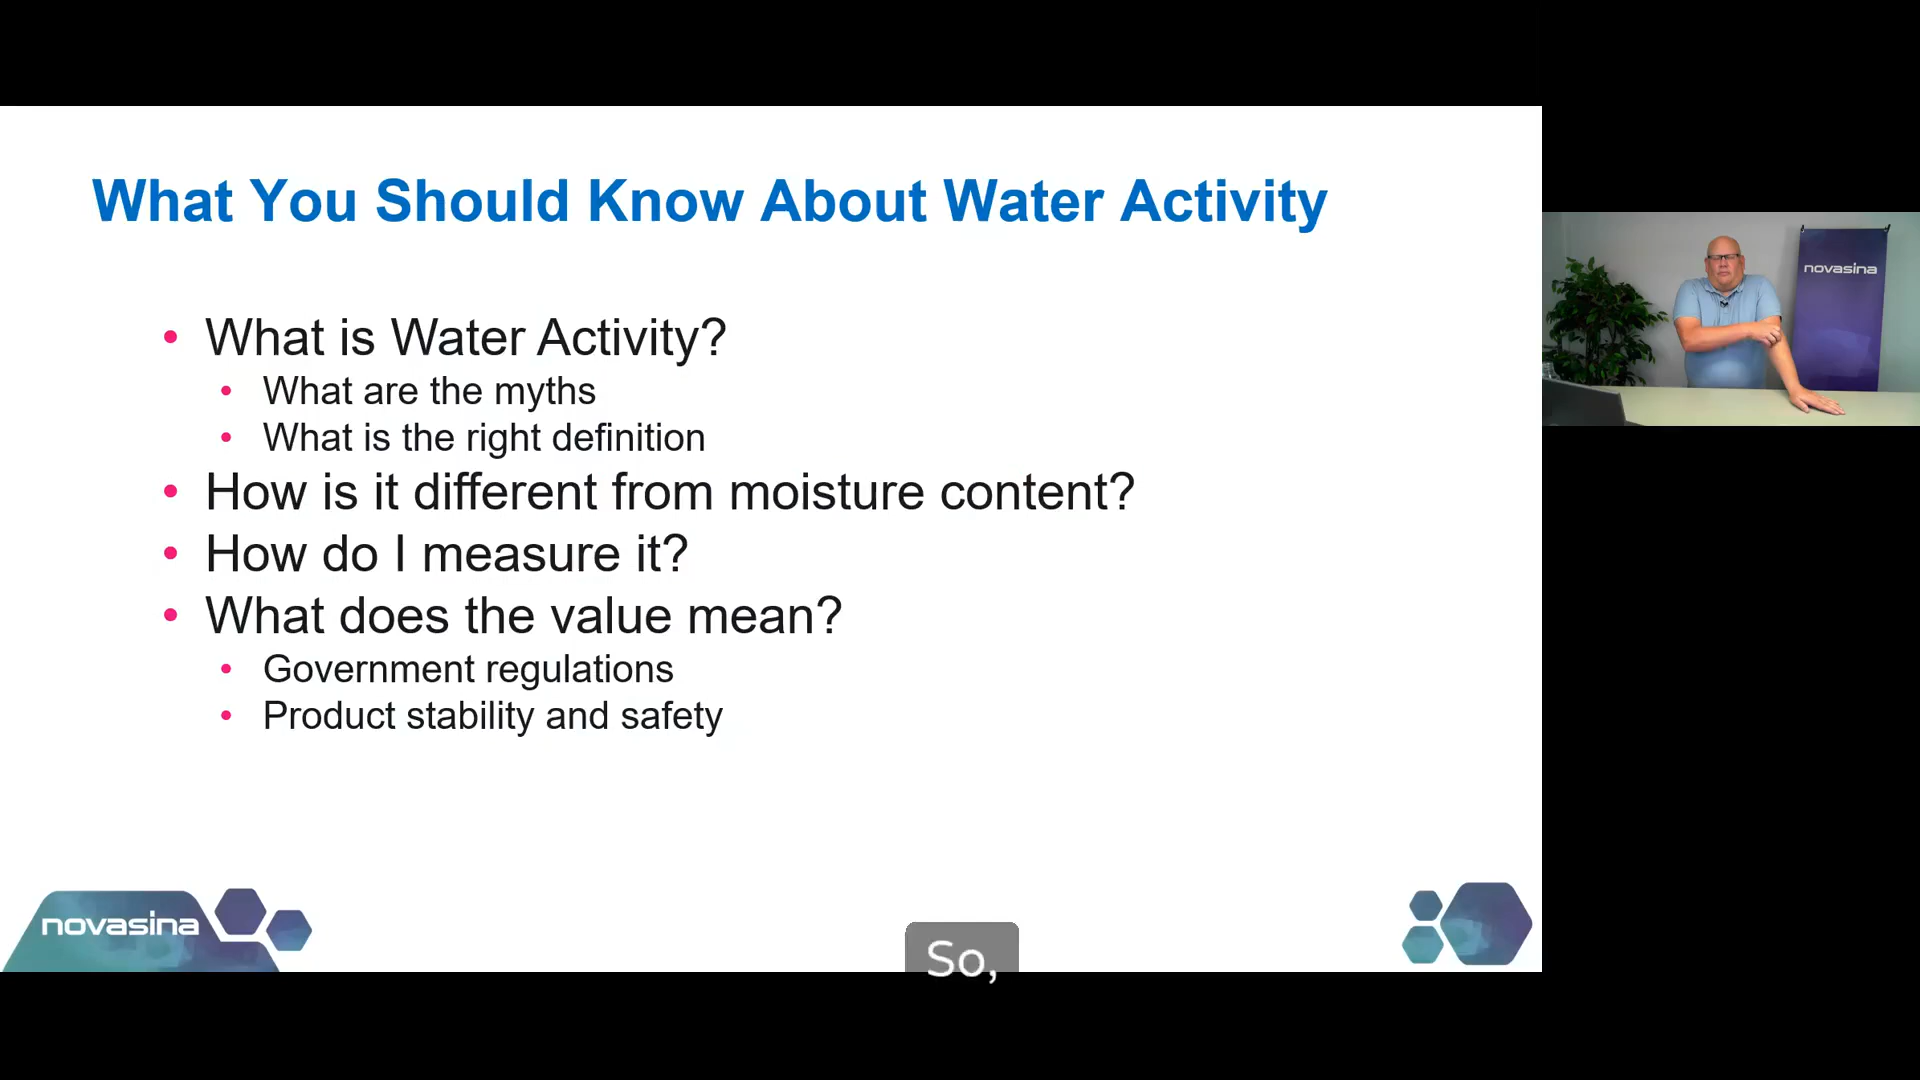 What You Should Know About Water Activity
novasina
• What is Water Activity?
• What are the myths
• What is the right definition
• How is it different from moisture content?
• How do I measure it?
• What does the value mean?
• Government regulations
• Product stability and safety
novasina
So,